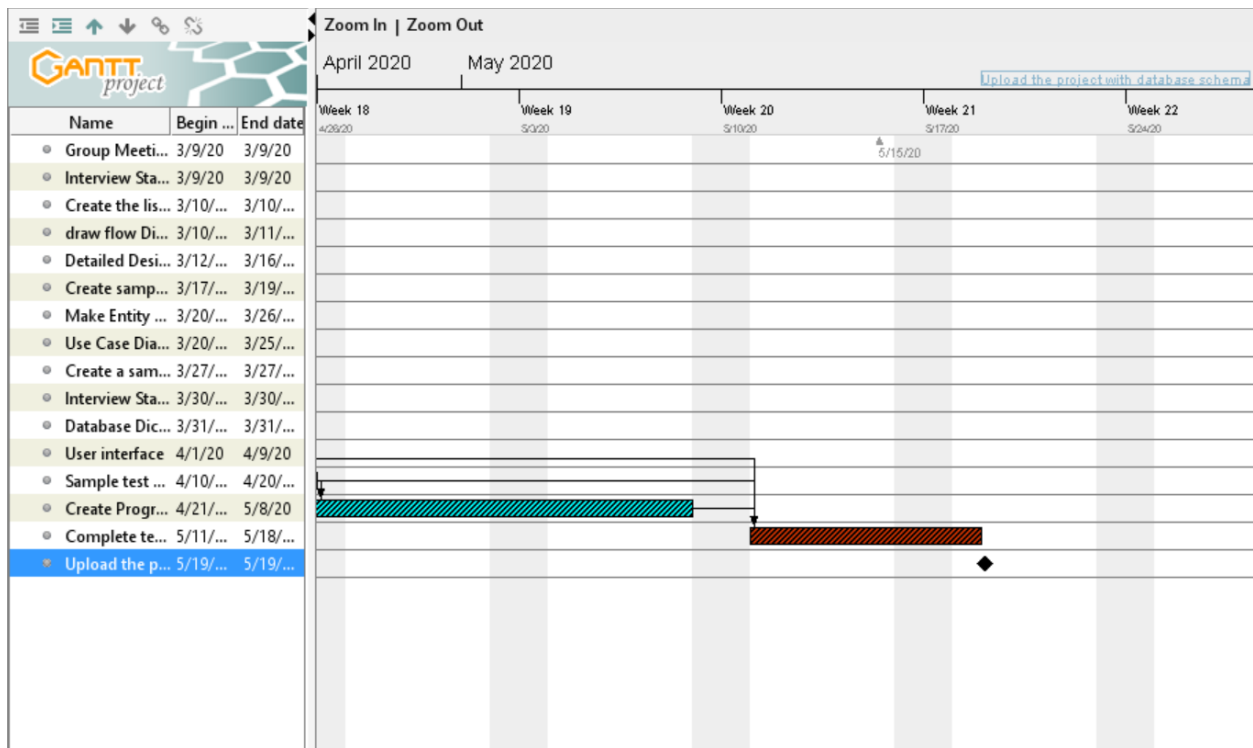 Zoom In | Zoom Out
GANTT
project
April 2020 May 2020
Upload the project with database schema
Week 18 Week 19 Week 20 Week 21 Week 22
4/26/20 5/3/20 5/10/20 5/17/20 5/24/20
Name Begin ... End date
5/15/20
Group Meeti... 3/9/20 3/9/20
Interview Sta... 3/9/20 3/9/20
Create the lis... 3/10/... 3/10/...
draw flow Di... 3/10/... 3/11/...
Detailed Desi... 3/12/... 3/16/...
Create samp... 3/17/... 3/19/...
Make Entity ... 3/20/... 3/26/...
Use Case Dia... 3/20/... 3/25/...
Create a sam... 3/27/... 3/27/...
Interview Sta... 3/30/... 3/30/...
Database Dic... 3/31/... 3/31/...
User interface 4/1/20 4/9/20
Sample test ... 4/10/... 4/20/...
Create Progr... 4/21/... 5/8/20
Complete te... 5/11/... 5/18/...
Upload the p... 5/19/... 5/19/...